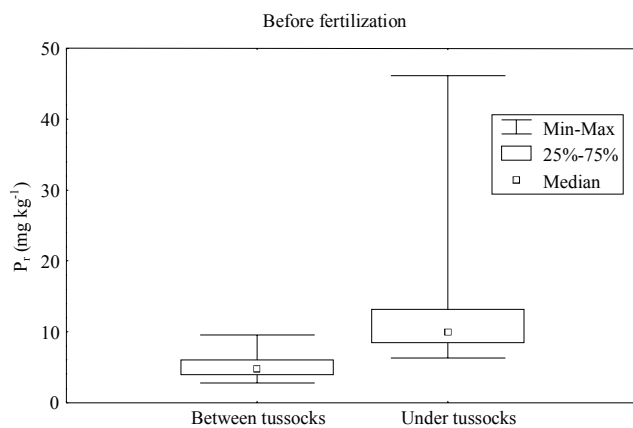 Before fertilization
50
40
30
20
10
0
P_r (mg kg⁻¹)
Min-Max
25%-75%
Median
Between tussocks
Under tussocks